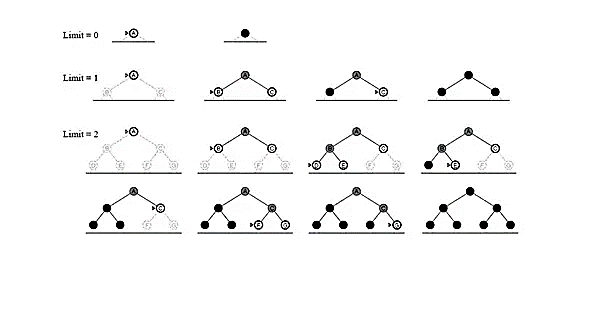 Limit = 0 A
Limit = 1 A B C A B C A C
Limit = 2 A B C D E F G A B C D E F G A B C D E F G A B C E F G
A C F G A C F G A C G